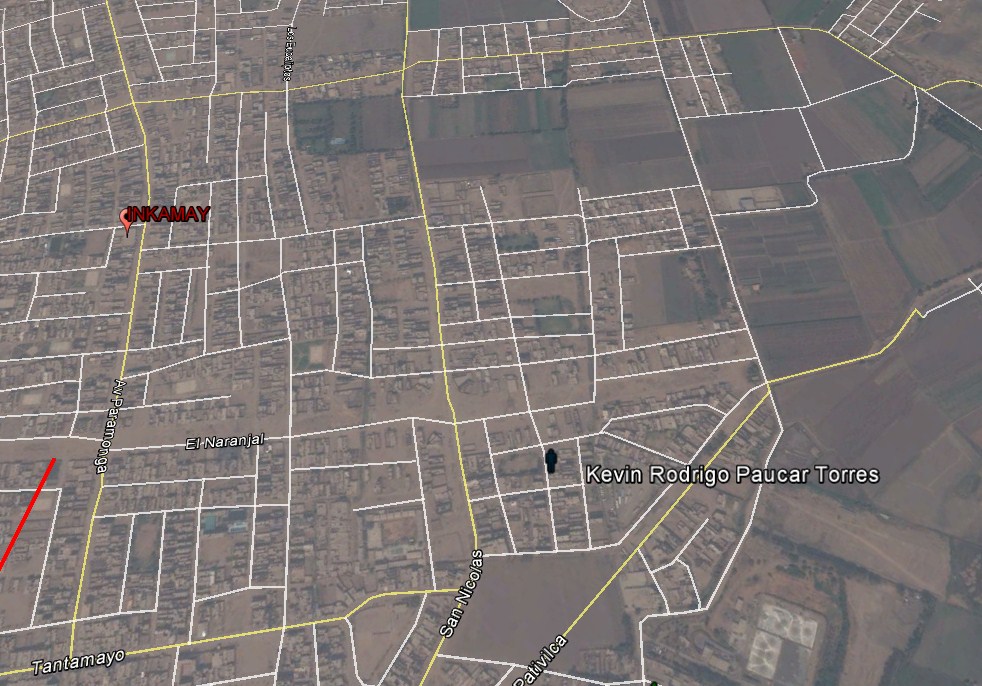 INKAMAY
Av Paramonga
El Naranjal
Kevin Rodrigo Paucar Torres
San Nicolas
Tantamayo
Pativilca